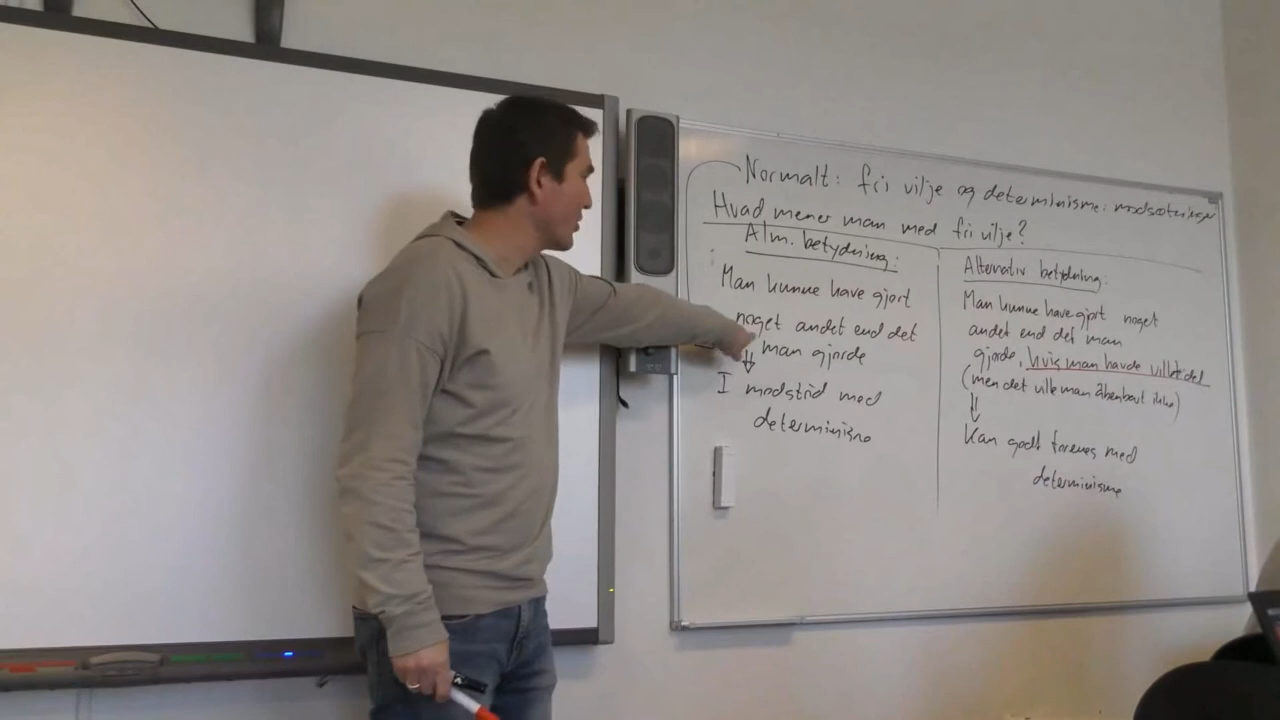 Normalt: fri vilje og determinisme: modsætninger
Hvad mener man med fri vilje?
Alm. betydning:
Man kunne have gjort
noget andet end det
man gjorde
⇓
I modstrid med
determinisme
Alternativ betydning:
Man kunne have gjort noget
andet end det man
gjorde, hvis man havde villet det
(men det ville man åbenbart ikke)
⇓
Kan godt forenes med
determinisme